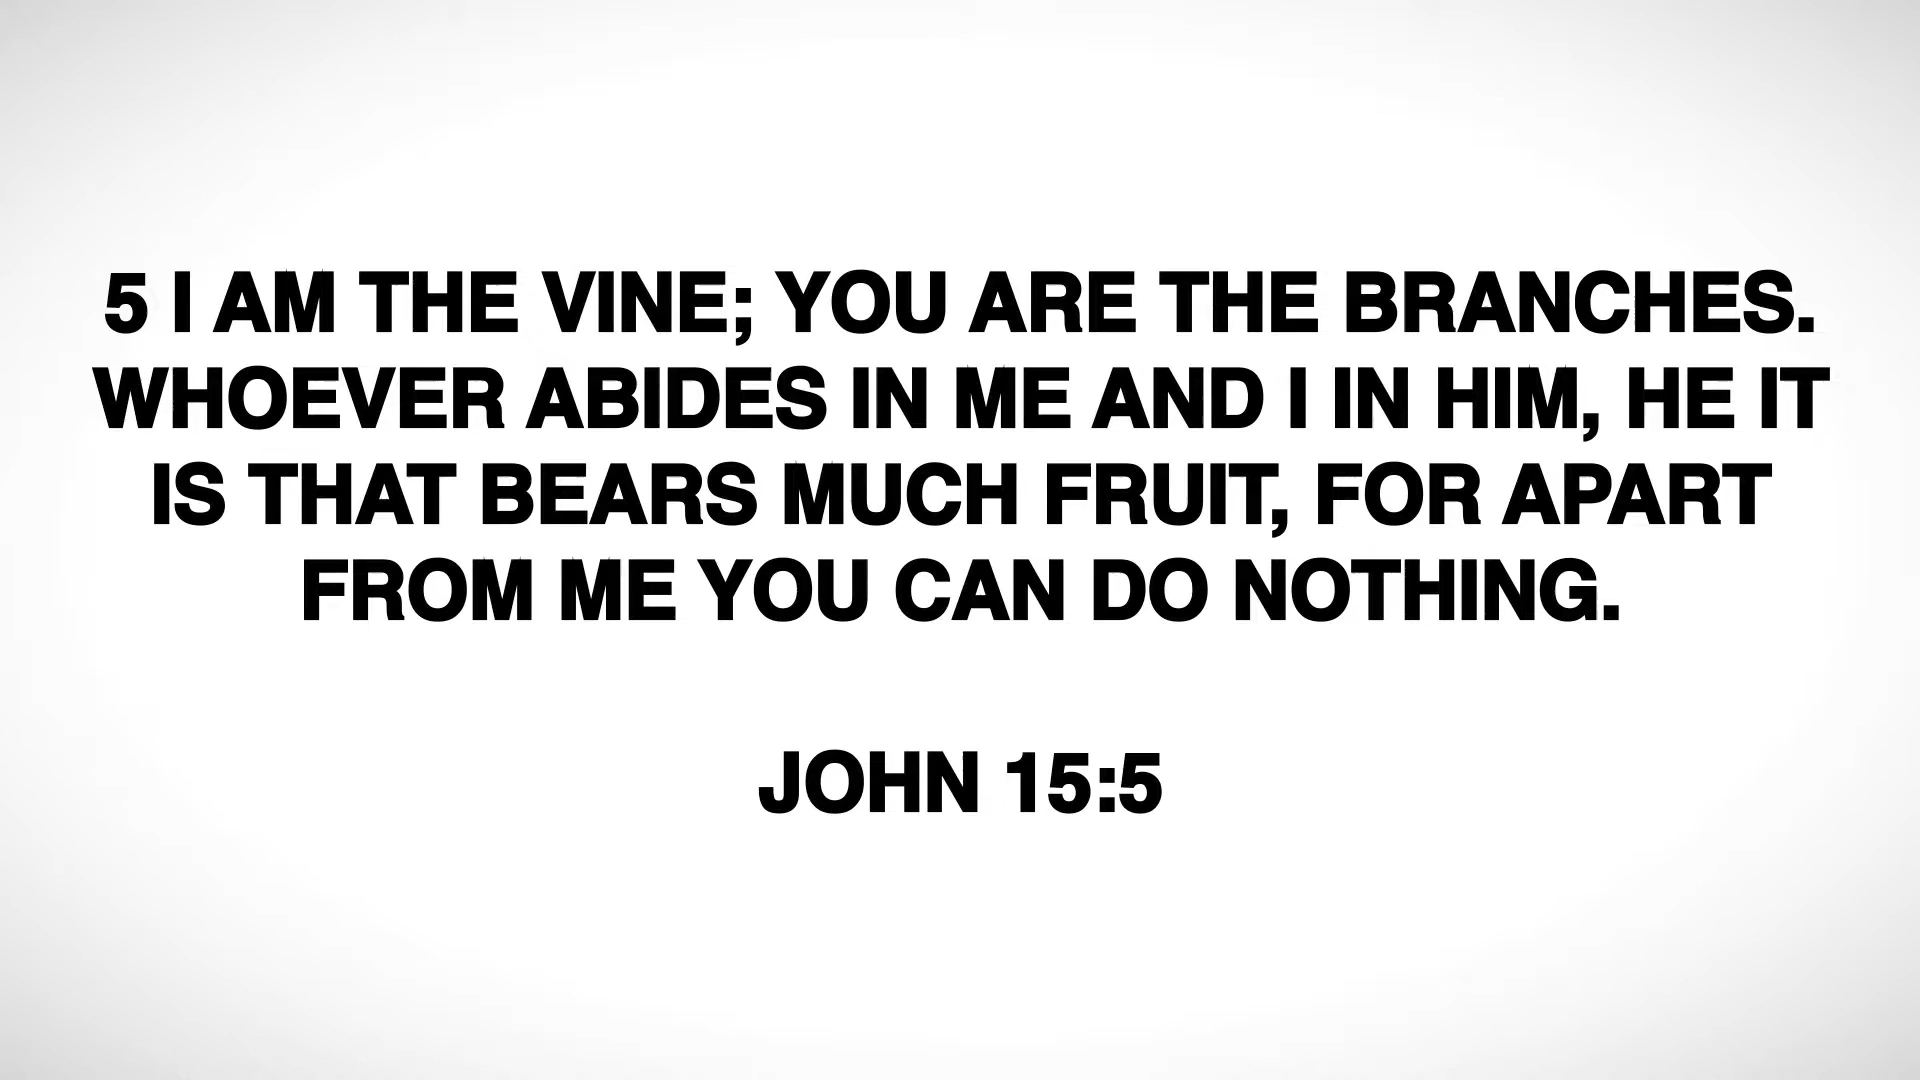 5 I AM THE VINE; YOU ARE THE BRANCHES.
WHOEVER ABIDES IN ME AND I IN HIM, HE IT
IS THAT BEARS MUCH FRUIT, FOR APART
FROM ME YOU CAN DO NOTHING.
JOHN 15:5